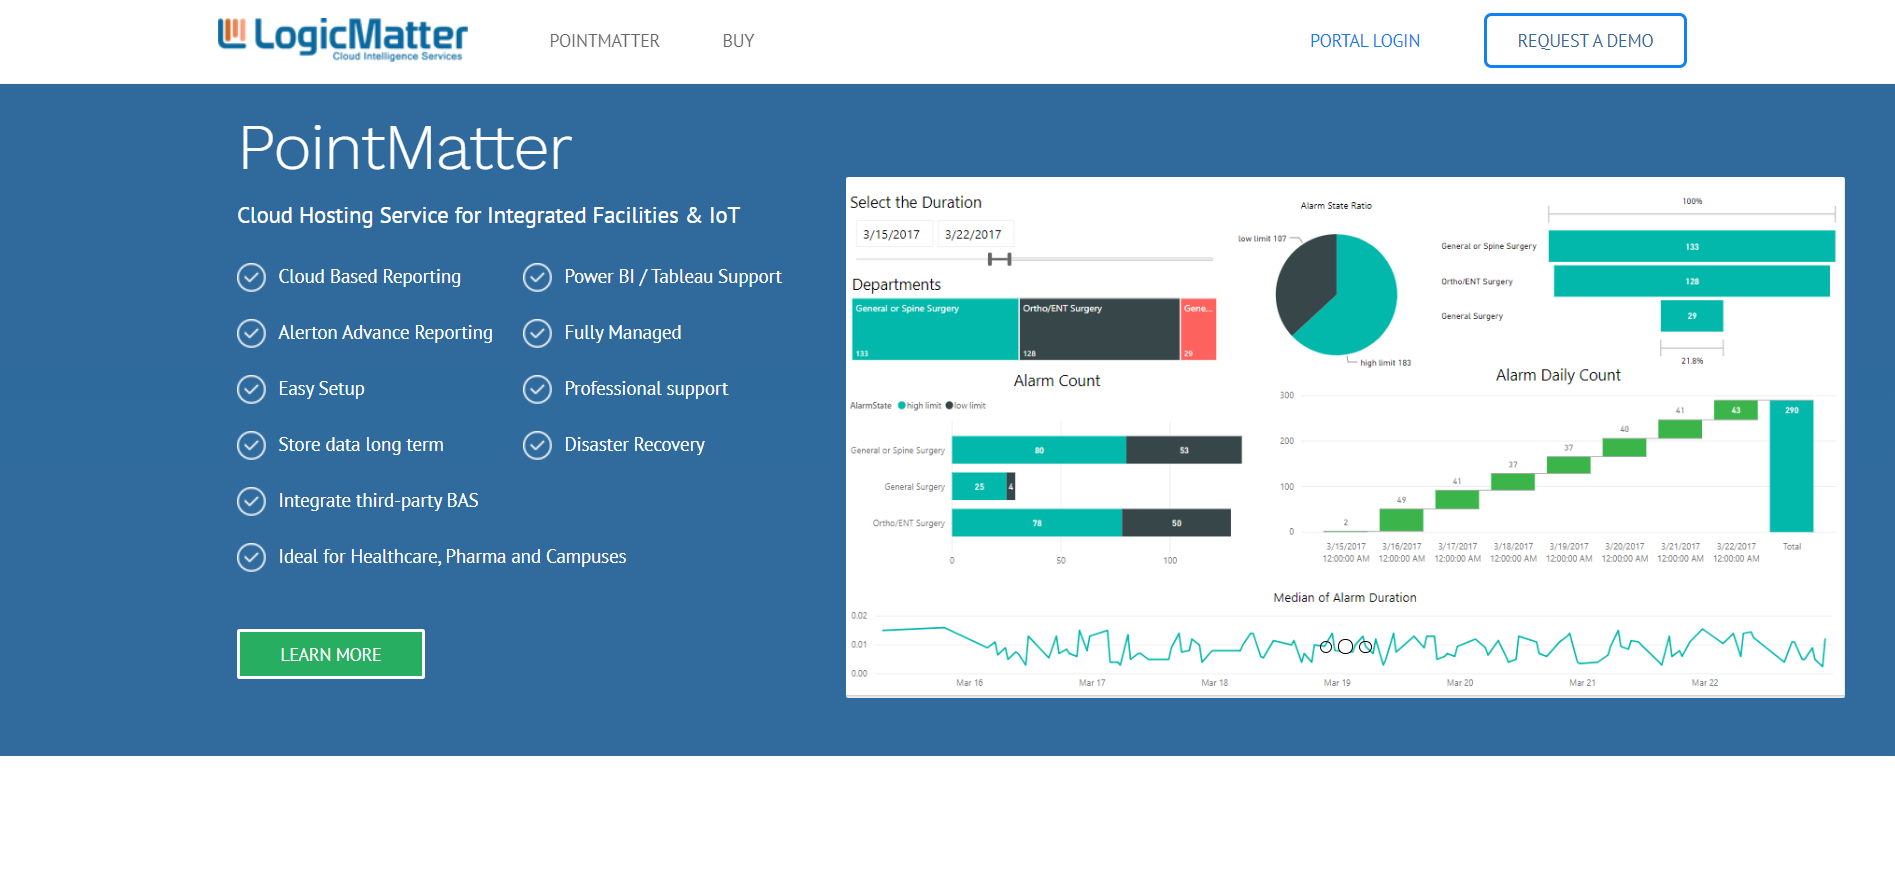 LogicMatter
Cloud Intelligence Services
POINTMATTER
BUY
PORTAL LOGIN
REQUEST A DEMO
PointMatter
Cloud Hosting Service for Integrated Facilities & IoT
Cloud Based Reporting
Power BI / Tableau Support
Alerton Advance Reporting
Fully Managed
Easy Setup
Professional support
Store data long term
Disaster Recovery
Integrate third-party BAS
Ideal for Healthcare, Pharma and Campuses
LEARN MORE
Select the Duration
3/15/2017
3/22/2017
Departments
General or Spine Surgery
133
Ortho/ENT Surgery
128
Gene...
29
Alarm State Ratio
low limit 107
high limit 183
100%
General or Spine Surgery
133
Ortho/ENT Surgery
128
General Surgery
29
21.8%
Alarm Count
AlarmState high limit low limit
General or Spine Surgery
80
53
General Surgery
25
4
Ortho/ENT Surgery
78
50
0
50
100
Alarm Daily Count
300
200
100
0
2
49
41
37
37
40
41
43
290
3/15/2017
12:00:00 AM
3/16/2017
12:00:00 AM
3/17/2017
12:00:00 AM
3/18/2017
12:00:00 AM
3/19/2017
12:00:00 AM
3/20/2017
12:00:00 AM
3/21/2017
12:00:00 AM
3/22/2017
12:00:00 AM
Total
Median of Alarm Duration
0.02
0.01
0.00
Mar 16
Mar 17
Mar 18
Mar 19
Mar 20
Mar 21
Mar 22